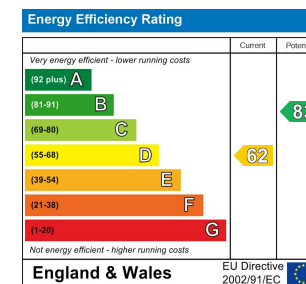 Energy Efficiency Rating
Current
Very energy efficient - lower running costs
(92 plus) A
(81-91) B
(69-80) C
(55-68) D
62
(39-54) E
(21-38) F
(1-20) G
Not energy efficient - higher running costs
England & Wales
EU Directive
2002/91/EC